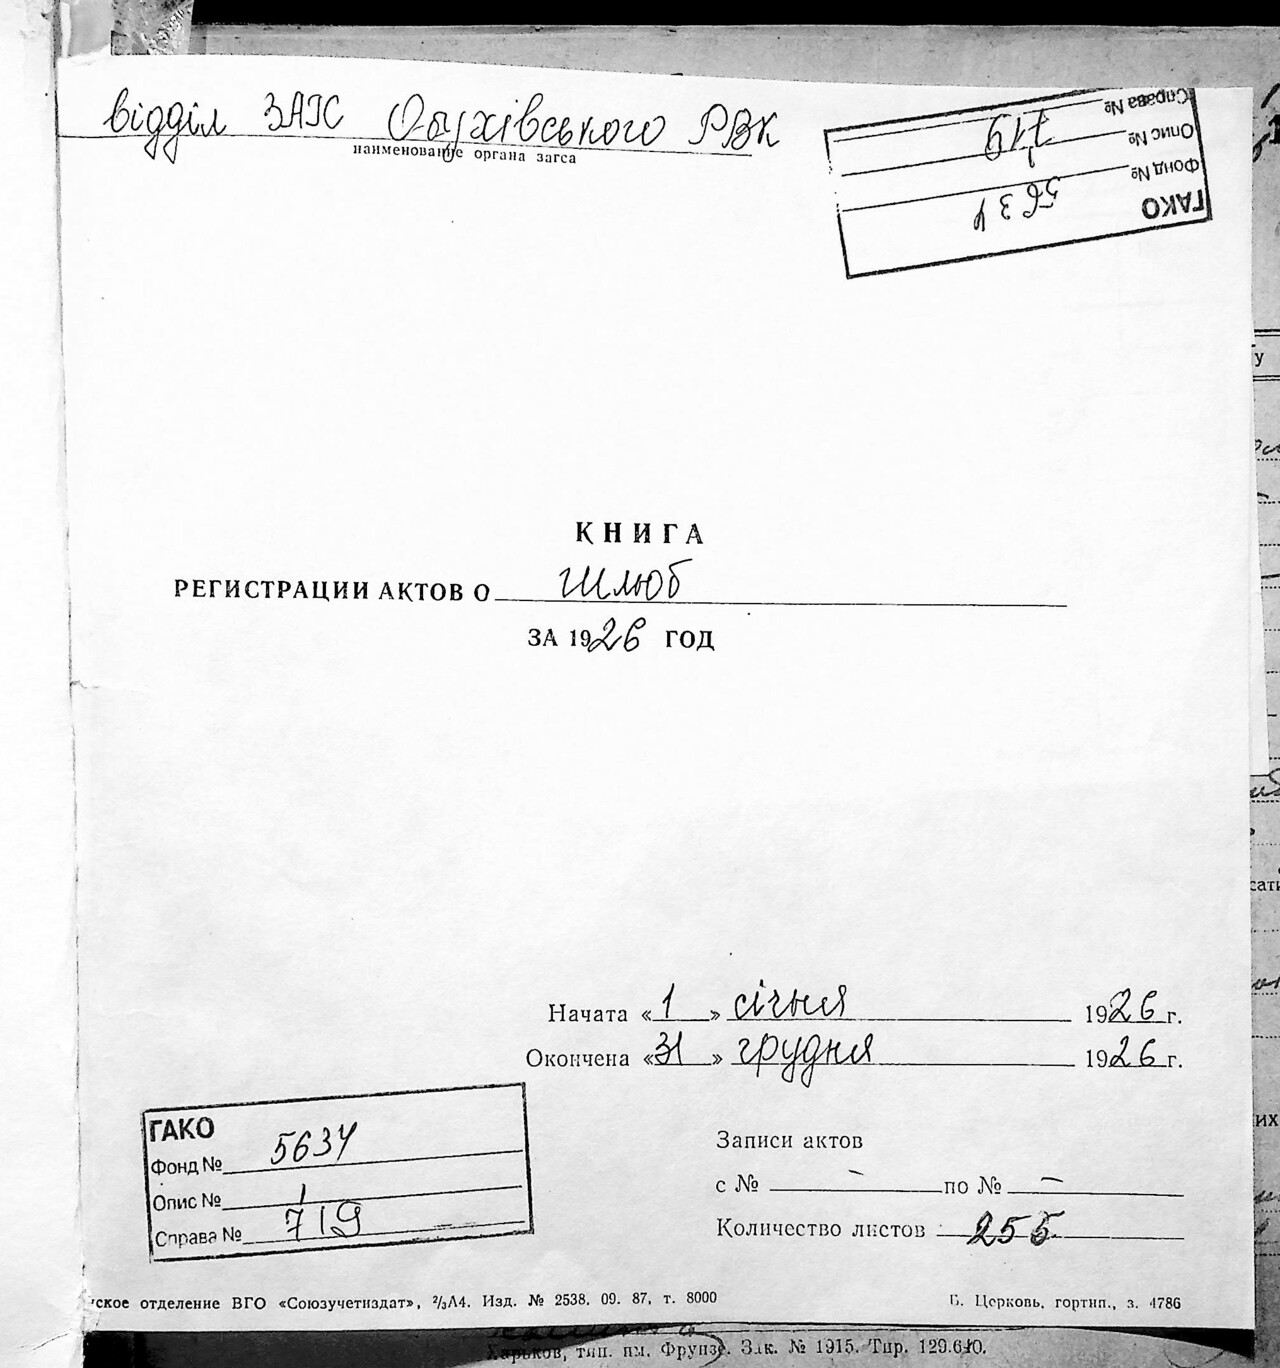 відділ ЗАГС Обухівського РВК
наименование органа загса
Справа №
Опис №
719
1
Фонд №
5634
ГАКО
КНИГА
РЕГИСТРАЦИИ АКТОВ О шлюб
ЗА 1926 ГОД
Начата «1» січня 1926 г.
Окончена «31» грудня 1926 г.
ГАКО
Фонд № 5634
Опис № 1
Справа № 719
Записи актов
с № – по № –
Количество листов 255
ское отделение ВГО «Союзучетиздат», 2/3А4. Изд. № 2538. 09. 87, т. 8000
Б. Церковь, гортип., з. 4786
Харьков, тип. им. Фрунзе. Зак. № 1915. Тир. 129.640.